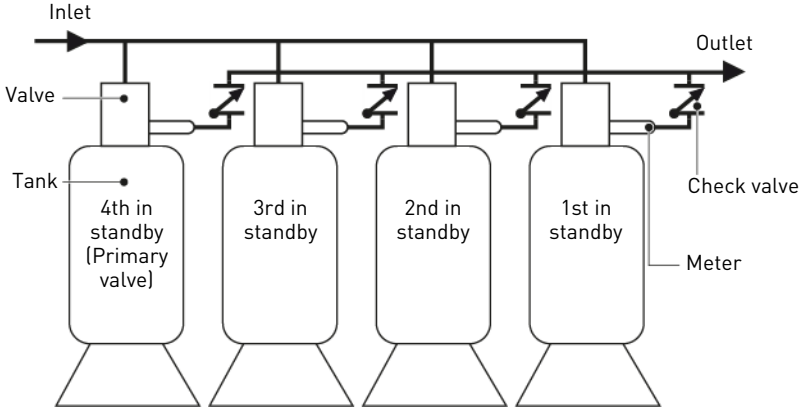 Inlet
Outlet
Valve
Tank
4th in
standby
(Primary
valve)
3rd in
standby
2nd in
standby
1st in
standby
Check valve
Meter